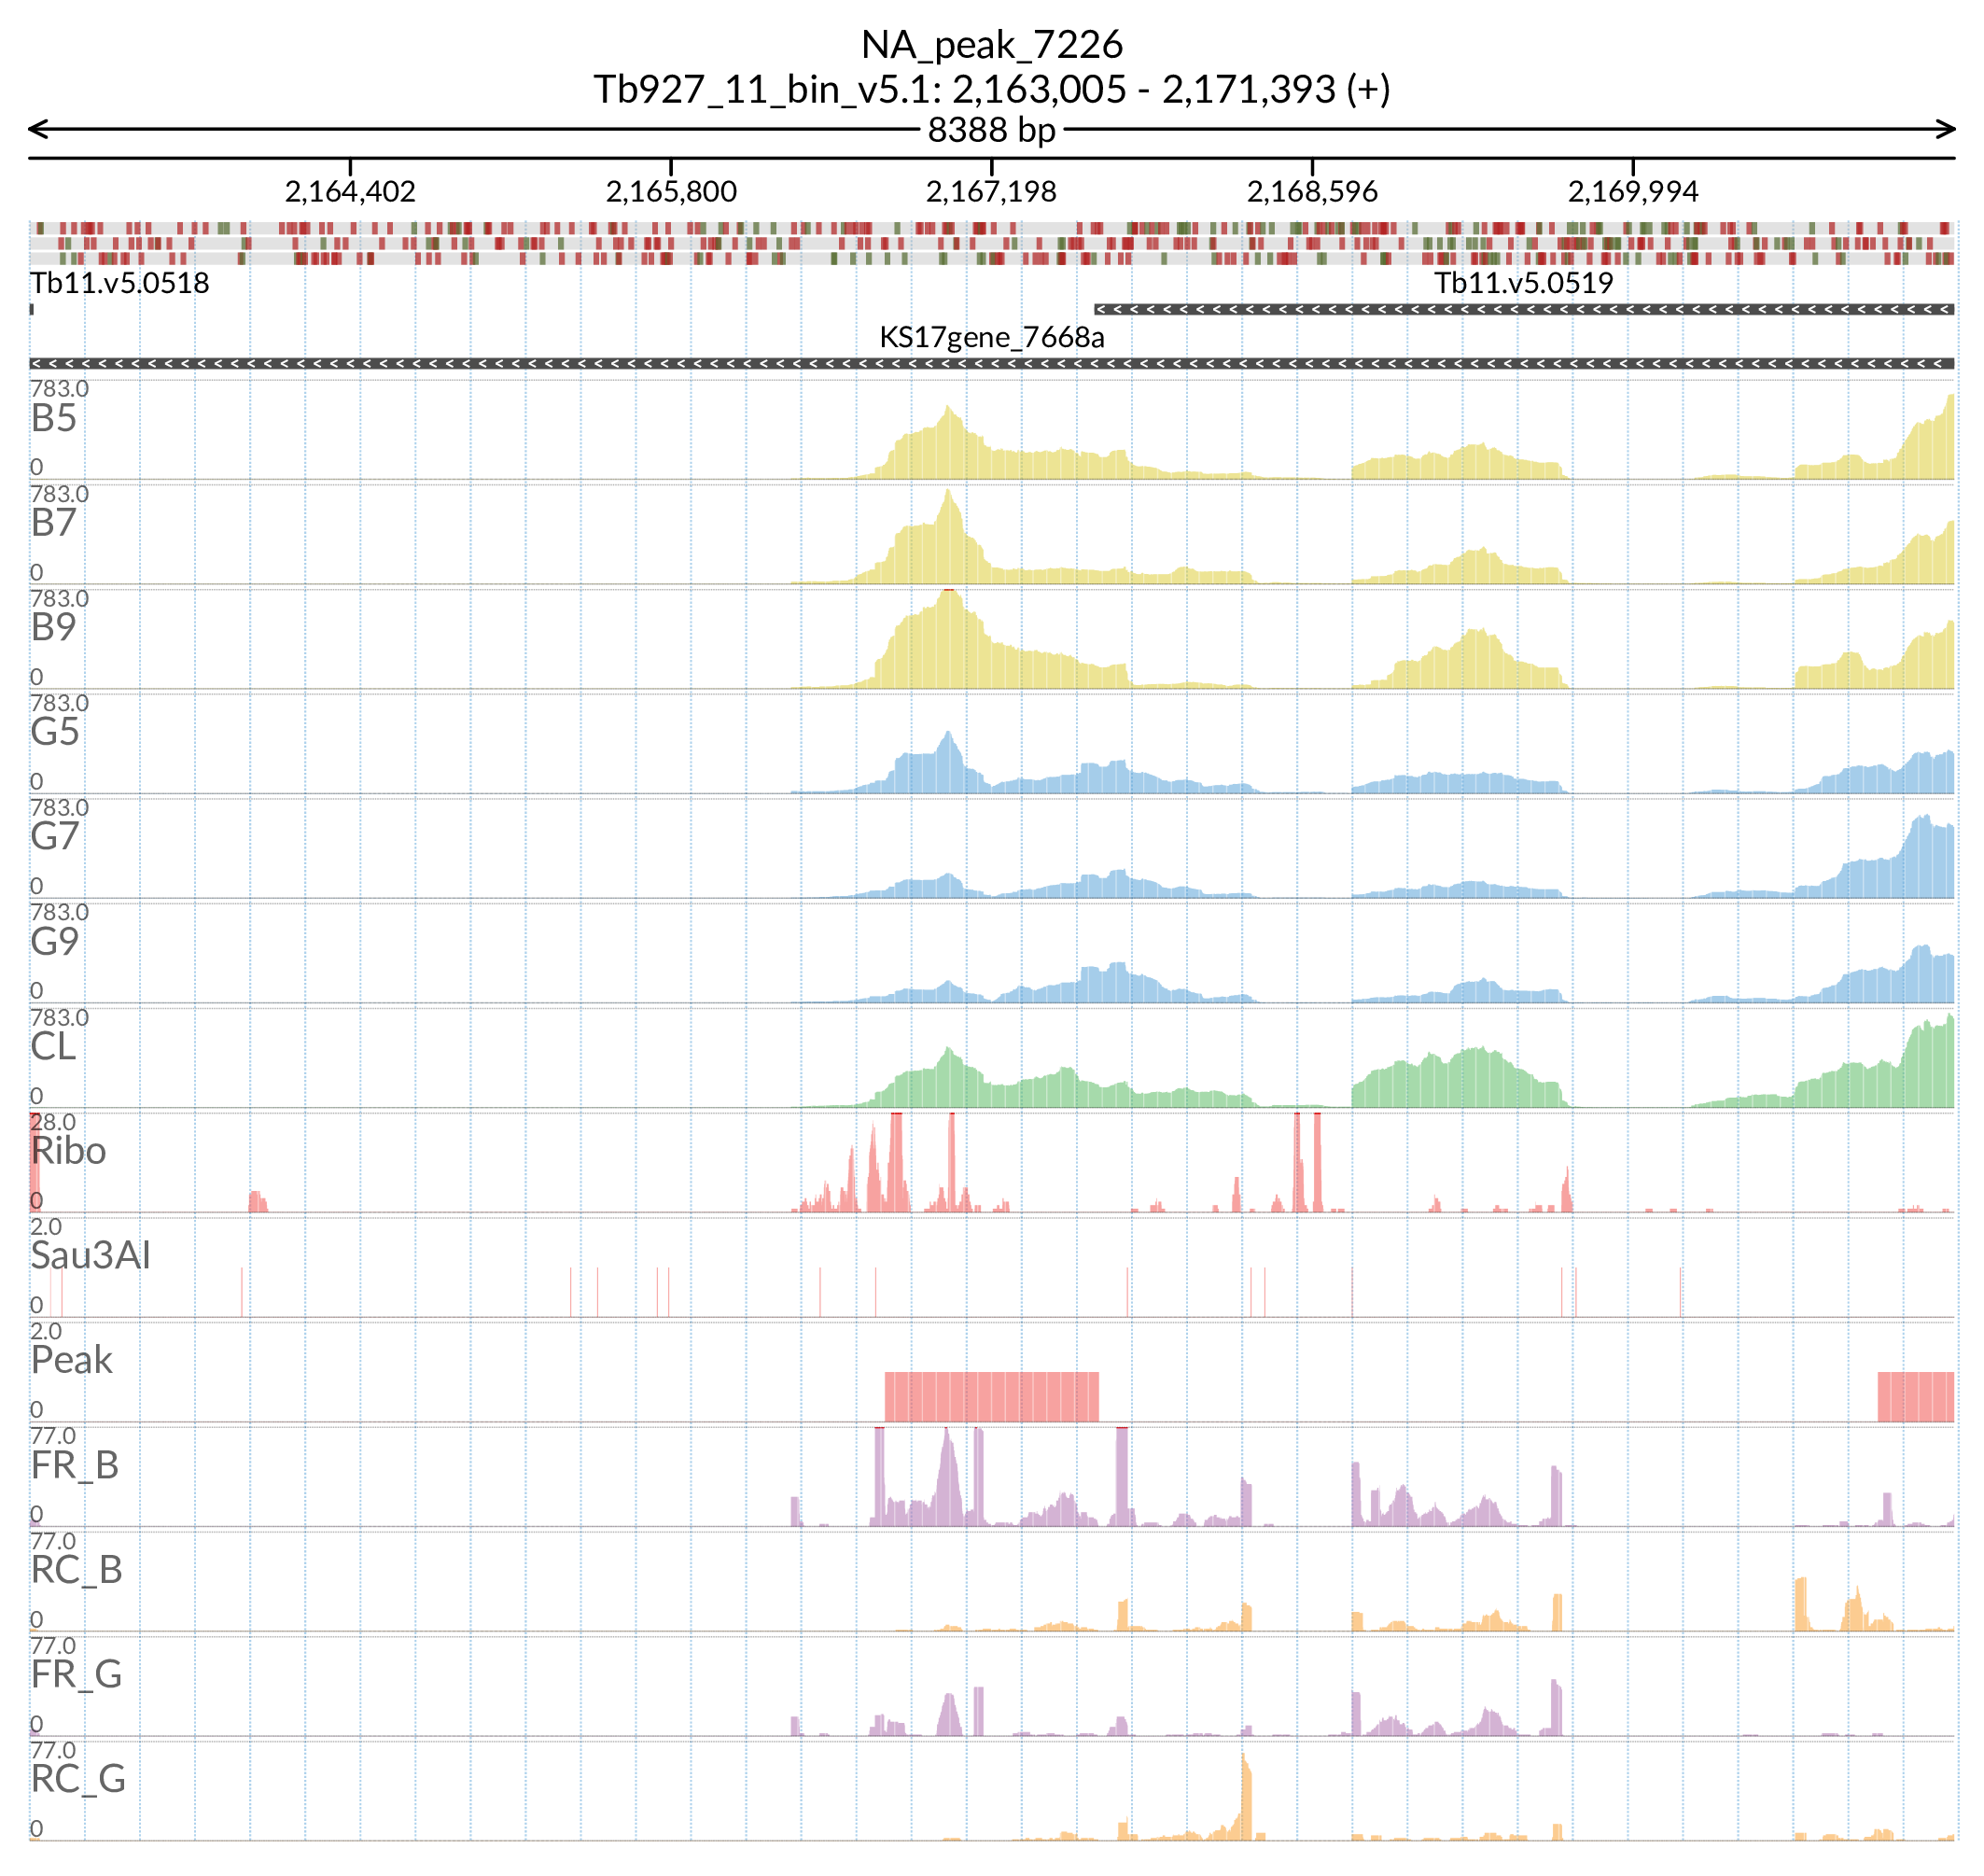 NA_peak_7226
Tb927_11_bin_v5.1: 2,163,005 - 2,171,393 (+)
8388 bp
2,164,402 2,165,800 2,167,198 2,168,596 2,169,994
Tb11.v5.0518 Tb11.v5.0519
KS17gene_7668a
783.0
B5
0
783.0
B7
0
783.0
B9
0
783.0
G5
0
783.0
G7
0
783.0
G9
0
783.0
CL
0
28.0
Ribo
0
2.0
Sau3AI
0
2.0
Peak
0
77.0
FR_B
0
77.0
RC_B
0
77.0
FR_G
0
77.0
RC_G
0